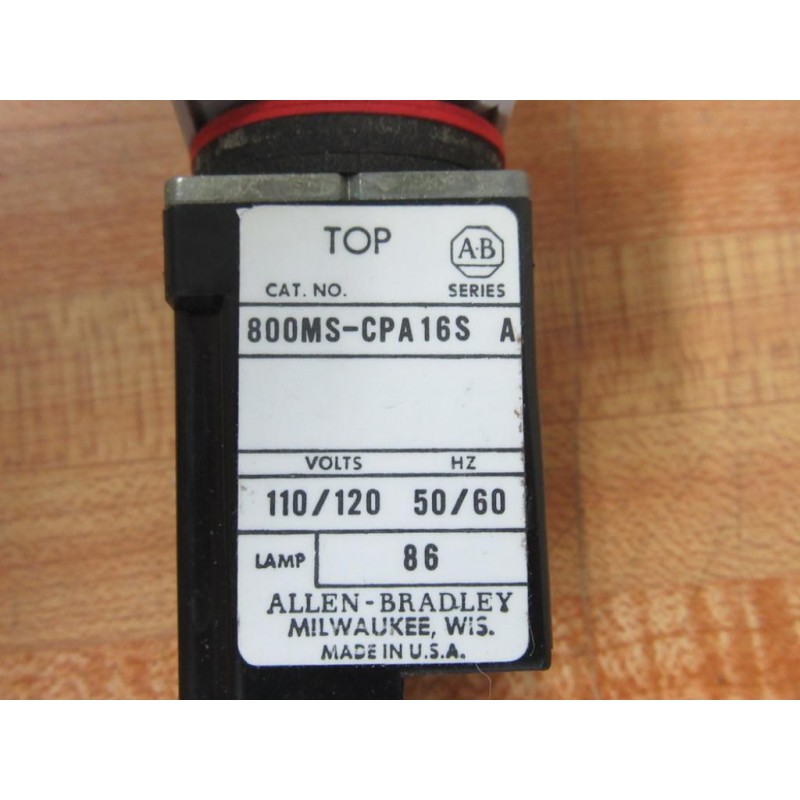 TOP
A-B
CAT. NO. SERIES
800MS-CPA16S A
VOLTS HZ
110/120 50/60
LAMP 86
ALLEN-BRADLEY
MILWAUKEE, WIS.
MADE IN U.S.A.